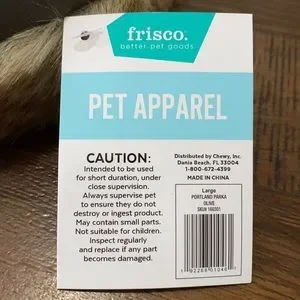 frisco.
better pet goods
PET APPAREL
CAUTION:
Intended to be used
for short duration, under
close supervision.
Always supervise pet
to ensure they do not
destroy or ingest product.
May contain small parts.
Not suitable for children.
Inspect regularly
and replace if any part
becomes damaged.
Distributed by Chewy, Inc.
Dania Beach, FL 33004
1-800-672-4399
MADE IN CHINA
Large
PORTLAND PARKA
OLIVE